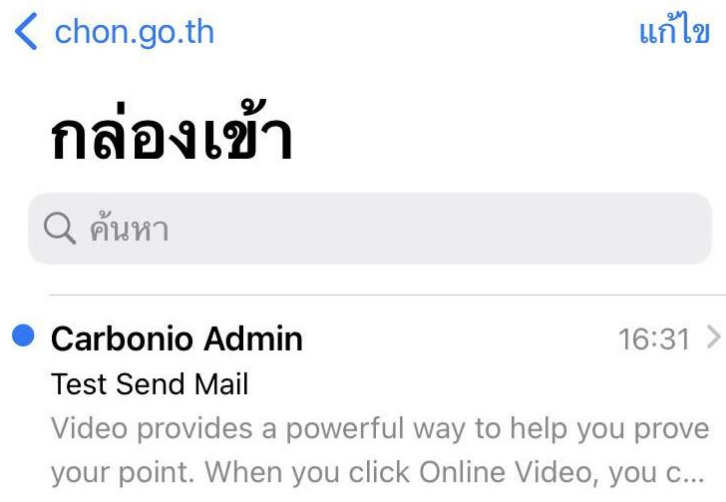 chon.go.th แก้ไข
กล่องเข้า
ค้นหา
Carbonio Admin 16:31
Test Send Mail
Video provides a powerful way to help you prove
your point. When you click Online Video, you c...